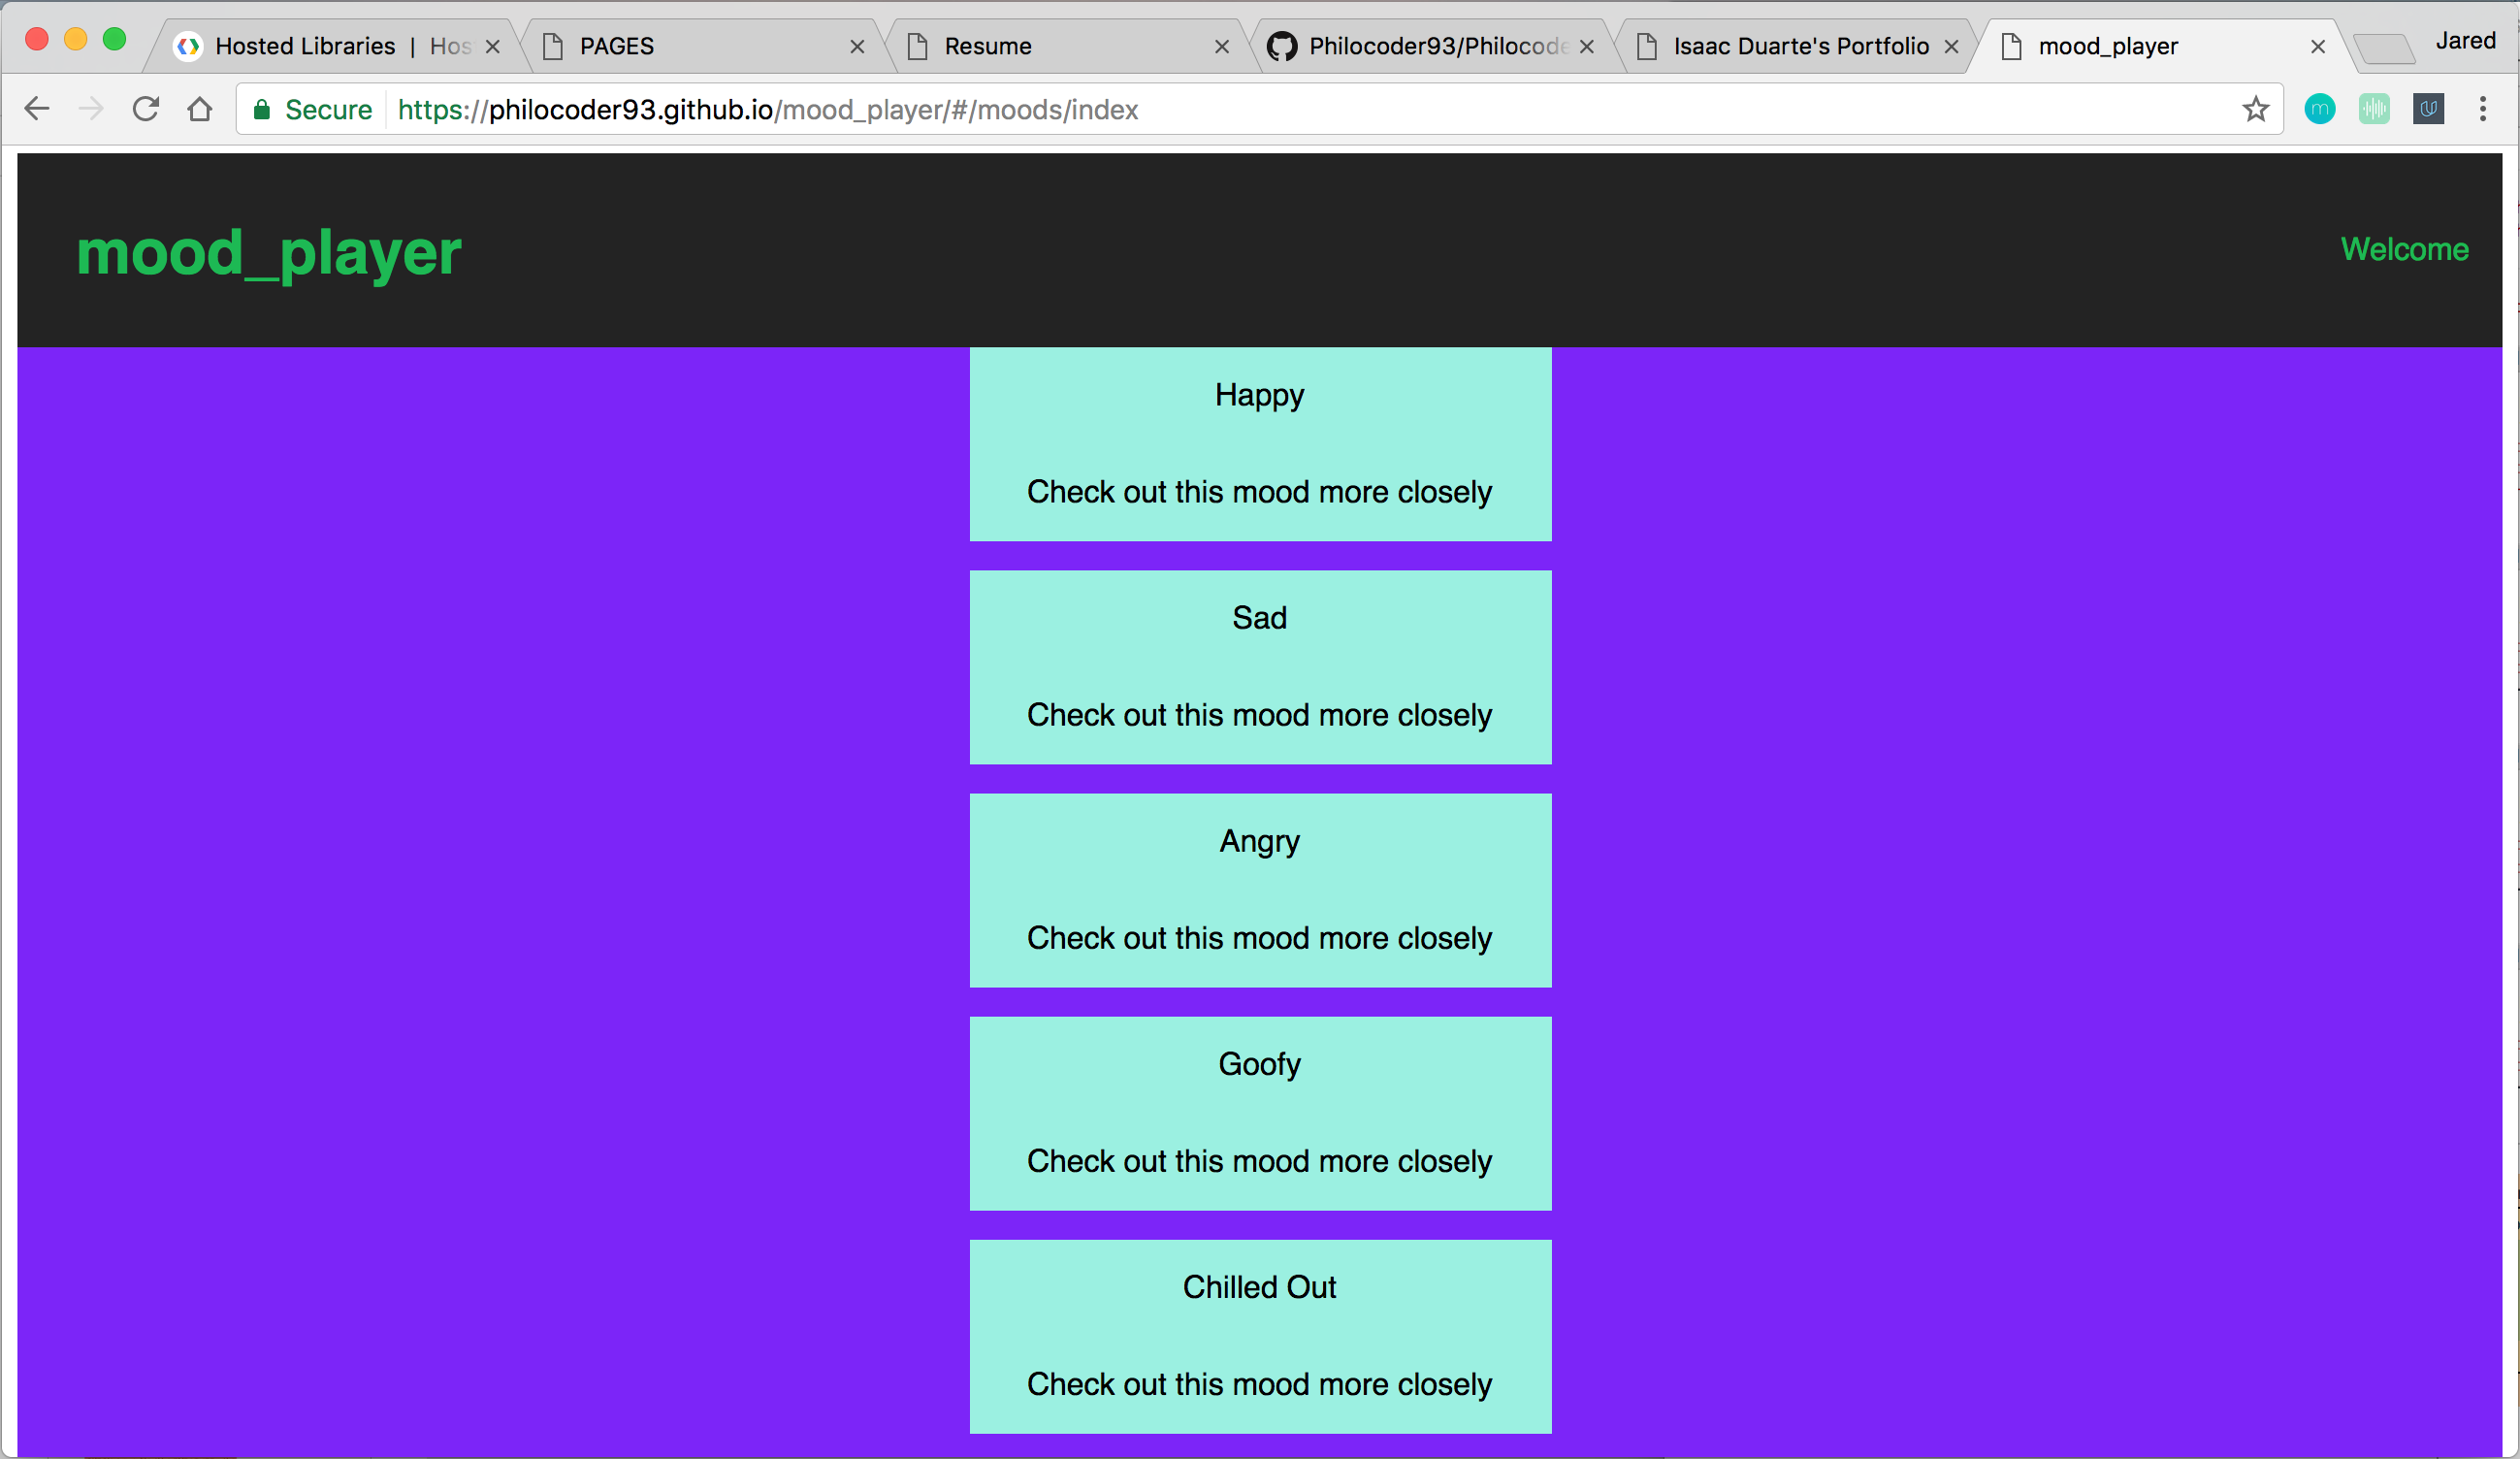 Hosted Libraries | Hos
PAGES
Resume
Philocoder93/Philocode
Isaac Duarte's Portfolio
mood_player
Jared
Secure
https://philocoder93.github.io/mood_player/#/moods/index
mood_player
Welcome
Happy
Check out this mood more closely
Sad
Check out this mood more closely
Angry
Check out this mood more closely
Goofy
Check out this mood more closely
Chilled Out
Check out this mood more closely